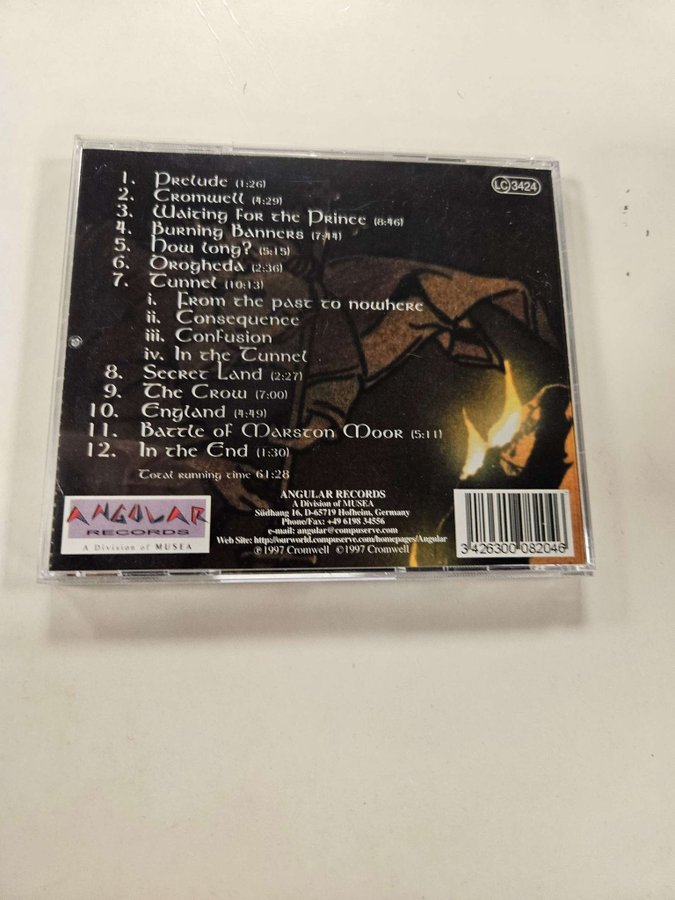 LC 3424
1. Prelude (1:26)
2. Cromwell (4:29)
3. Waiting for the Prince (8:46)
4. Burning Banners (7:44)
5. How long? (5:15)
6. Drogheda (2:36)
7. Tunnel (10:13)
i. From the past to nowhere
ii. Consequence
iii. Confusion
iv. In the Tunnel
8. Secret Land (2:27)
9. The Crow (7:00)
10. England (4:49)
11. Battle of Marston Moor (5:11)
12. In the End (1:30)
Total running time 61:28
ANGULAR
RECORDS
A Division of MUSEA
ANGULAR RECORDS
A Division of MUSEA
Südhang 16, D-65719 Hofheim, Germany
Phone/Fax: +49 6198 34556
e-mail: angular@compuserve.com
Web Site: http://ourworld.compuserve.com/homepages/Angular
℗1997 Cromwell ©1997 Cromwell
3 426300 082046